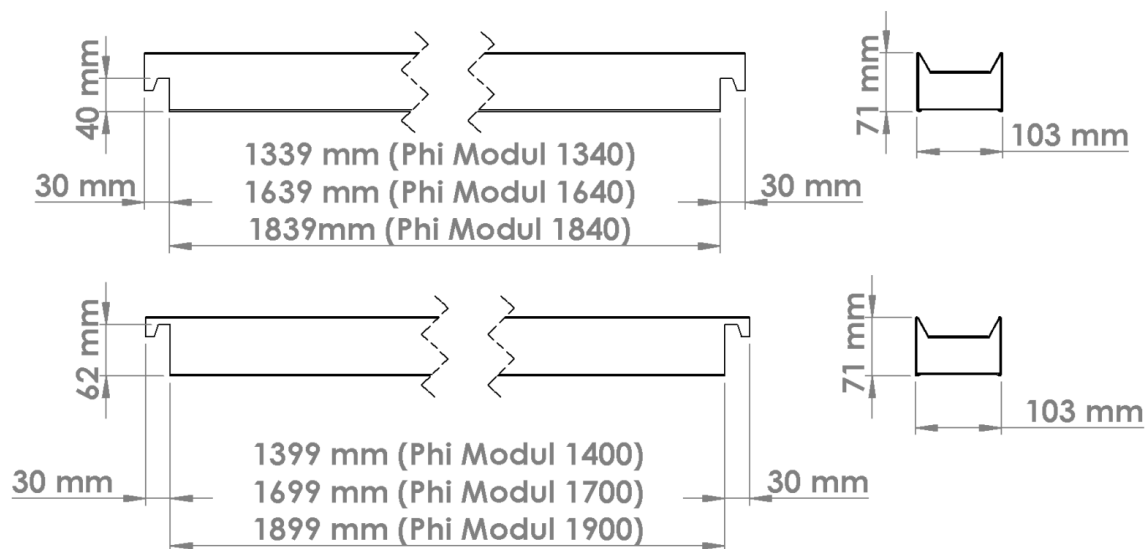 40 mm
71 mm
103 mm
1339 mm (Phi Modul 1340)
30 mm
1639 mm (Phi Modul 1640)
30 mm
1839mm (Phi Modul 1840)
62 mm
71 mm
103 mm
1399 mm (Phi Modul 1400)
30 mm
1699 mm (Phi Modul 1700)
30 mm
1899 mm (Phi Modul 1900)